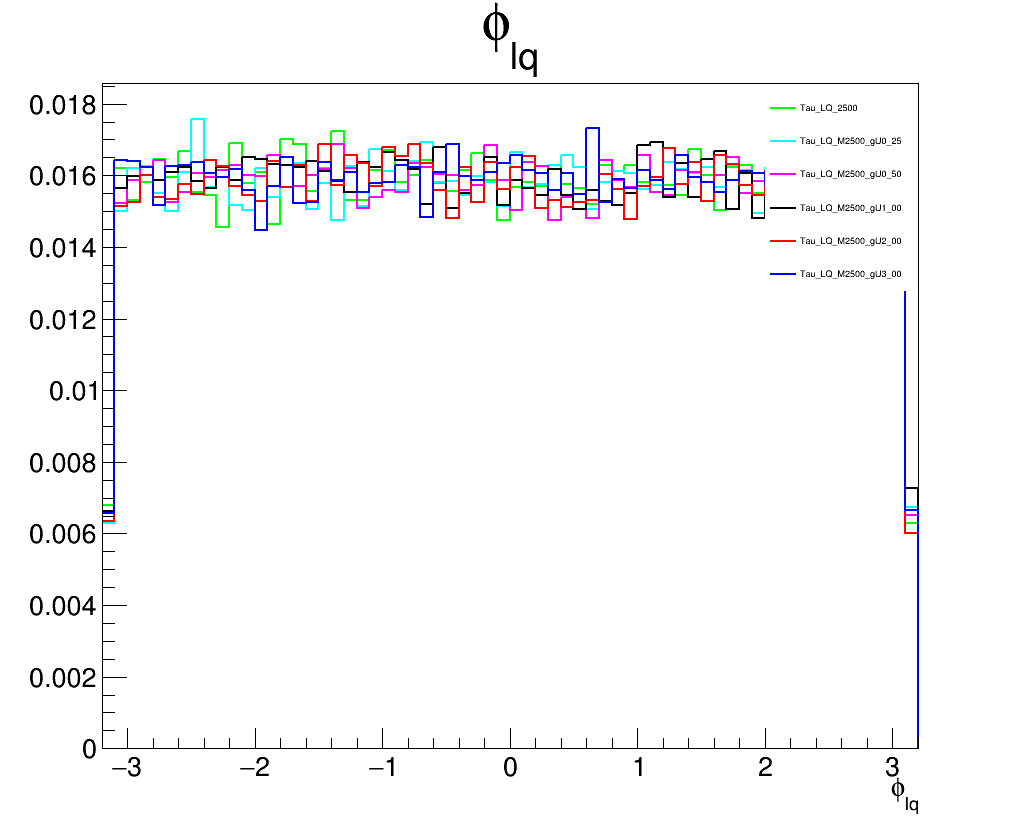 ϕlq
0.018
0.016
0.014
0.012
0.01
0.008
0.006
0.004
0.002
0
Tau_LQ_2500
Tau_LQ_M2500_gU0_25
Tau_LQ_M2500_gU0_50
Tau_LQ_M2500_gU1_00
Tau_LQ_M2500_gU2_00
Tau_LQ_M2500_gU3_00
−3 −2 −1 0 1 2 3
ϕlq